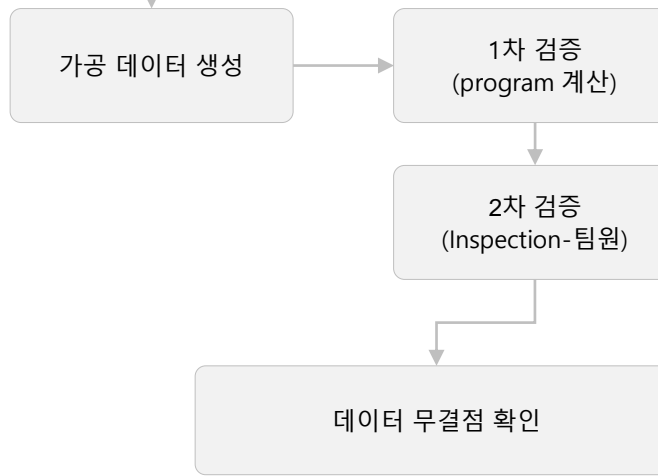 가공 데이터 생성
1차 검증
(program 계산)
2차 검증
(Inspection-팀원)
데이터 무결점 확인